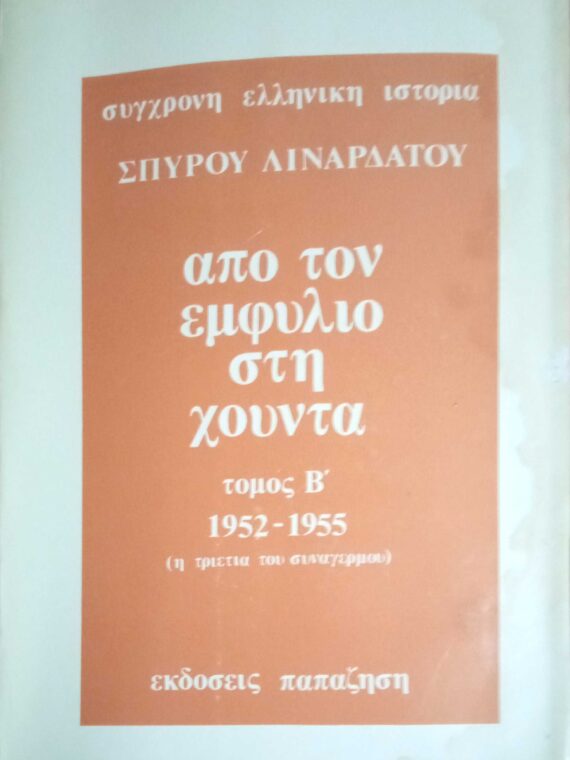 συγχρονη ελληνικη ιστορια
ΣΠΥΡΟΥ ΛΙΝΑΡΔΑΤΟΥ
απο τον
εμφυλιο
στη
χουντα
τομος Β΄
1952-1955
(η τριετια του συναγερμου)
εκδοσεις παπαζηση